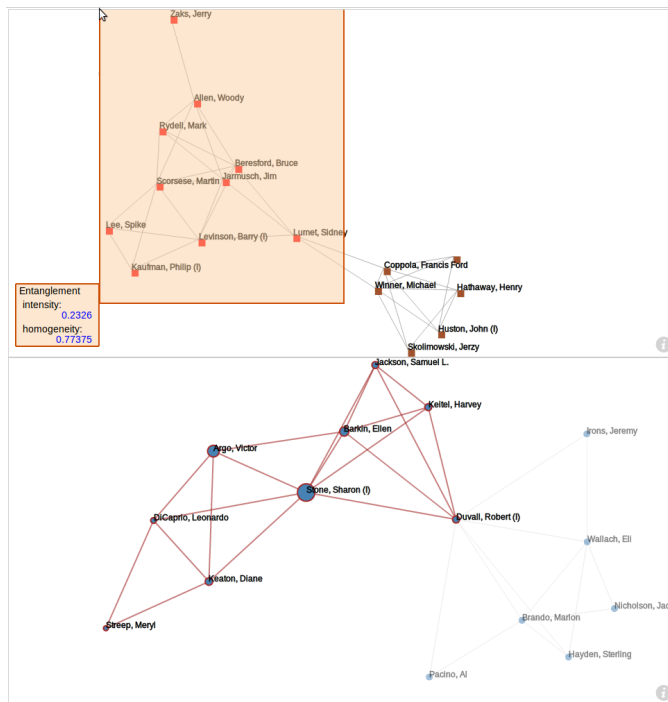 Zaks, Jerry
Allen, Woody
Rydell, Mark
Beresford, Bruce
Scorsese, Martin
Jarmusch, Jim
Lee, Spike
Levinson, Barry (I)
Lumet, Sidney
Kaufman, Philip (I)
Coppola, Francis Ford
Winner, Michael
Hathaway, Henry
Entanglement
intensity:
0.2326
homogeneity:
0.77375
Huston, John (I)
Skolimowski, Jerzy
i
Jackson, Samuel L.
Keitel, Harvey
Barkin, Ellen
Irons, Jeremy
Argo, Victor
Stone, Sharon (I)
DiCaprio, Leonardo
Duvall, Robert (I)
Wallach, Eli
Keaton, Diane
Nicholson, Jac
Brando, Marlon
Streep, Meryl
Hayden, Sterling
Pacino, Al
i